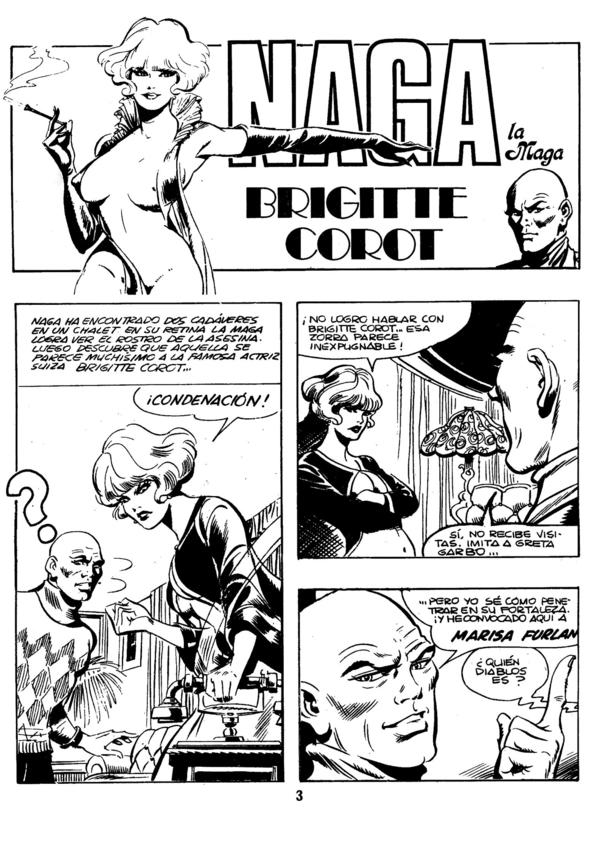 NAGA
la Maga
BRIGITTE
COROT
NAGA HA ENCONTRADO DOS CADÁVERES
EN UN CHALET EN SU RETINA LA MAGA
LOGRA VER EL ROSTRO DE LA ASESINA.
LUEGO DESCUBRE QUE AQUELLA SE
PARECE MUCHÍSIMO A LA FAMOSA ACTRIZ
SUIZA BRIGITTE COROT...
¡CONDENACIÓN!
?
¡NO LOGRO HABLAR CON
BRIGITTE COROT... ESA
ZORRA PARECE
INEXPUGNABLE!
SÍ, NO RECIBE VISI-
TAS. IMITA A GRETA
GARBO...
...PERO YO SÉ CÓMO PENE-
TRAR EN SU FORTALEZA.
¡Y HE CONVOCADO AQUI A
MARISA FURLAN
¿QUIÉN
DIABLOS
ES?
3